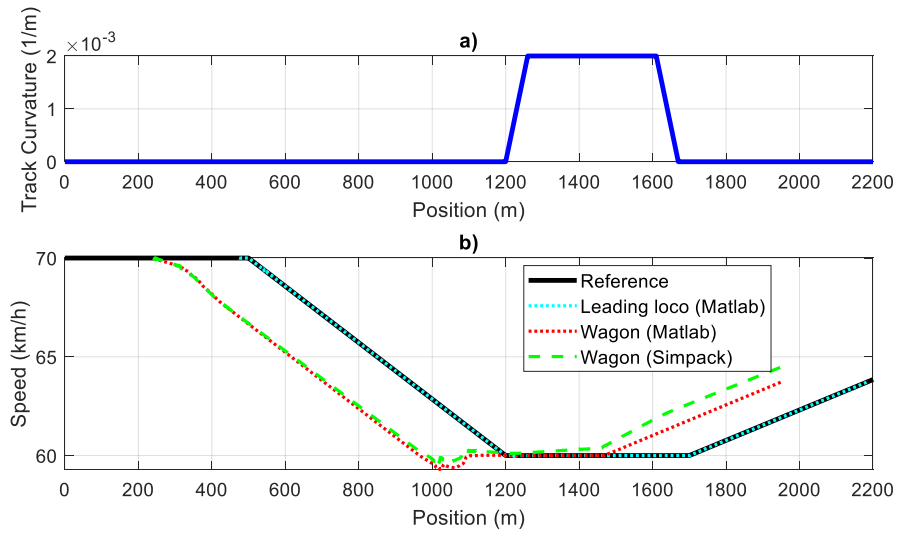 a)
×10⁻³
Track Curvature (1/m)
2
1
0
0 200 400 600 800 1000 1200 1400 1600 1800 2000 2200
Position (m)
b)
Speed (km/h)
70
65
60
Reference
Leading loco (Matlab)
Wagon (Matlab)
Wagon (Simpack)
0 200 400 600 800 1000 1200 1400 1600 1800 2000 2200
Position (m)